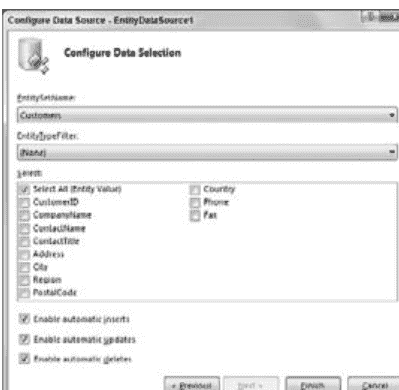 Configure Data Source - EntityDataSource1
Configure Data Selection
EntitySetName:
Customers
EntityTypeFilter:
(None)
Select:
Select All (Entity Value)
CustomerID
CompanyName
ContactName
ContactTitle
Address
City
Region
PostalCode
Country
Phone
Fax
Enable automatic inserts
Enable automatic updates
Enable automatic deletes
< Previous Next > Finish Cancel